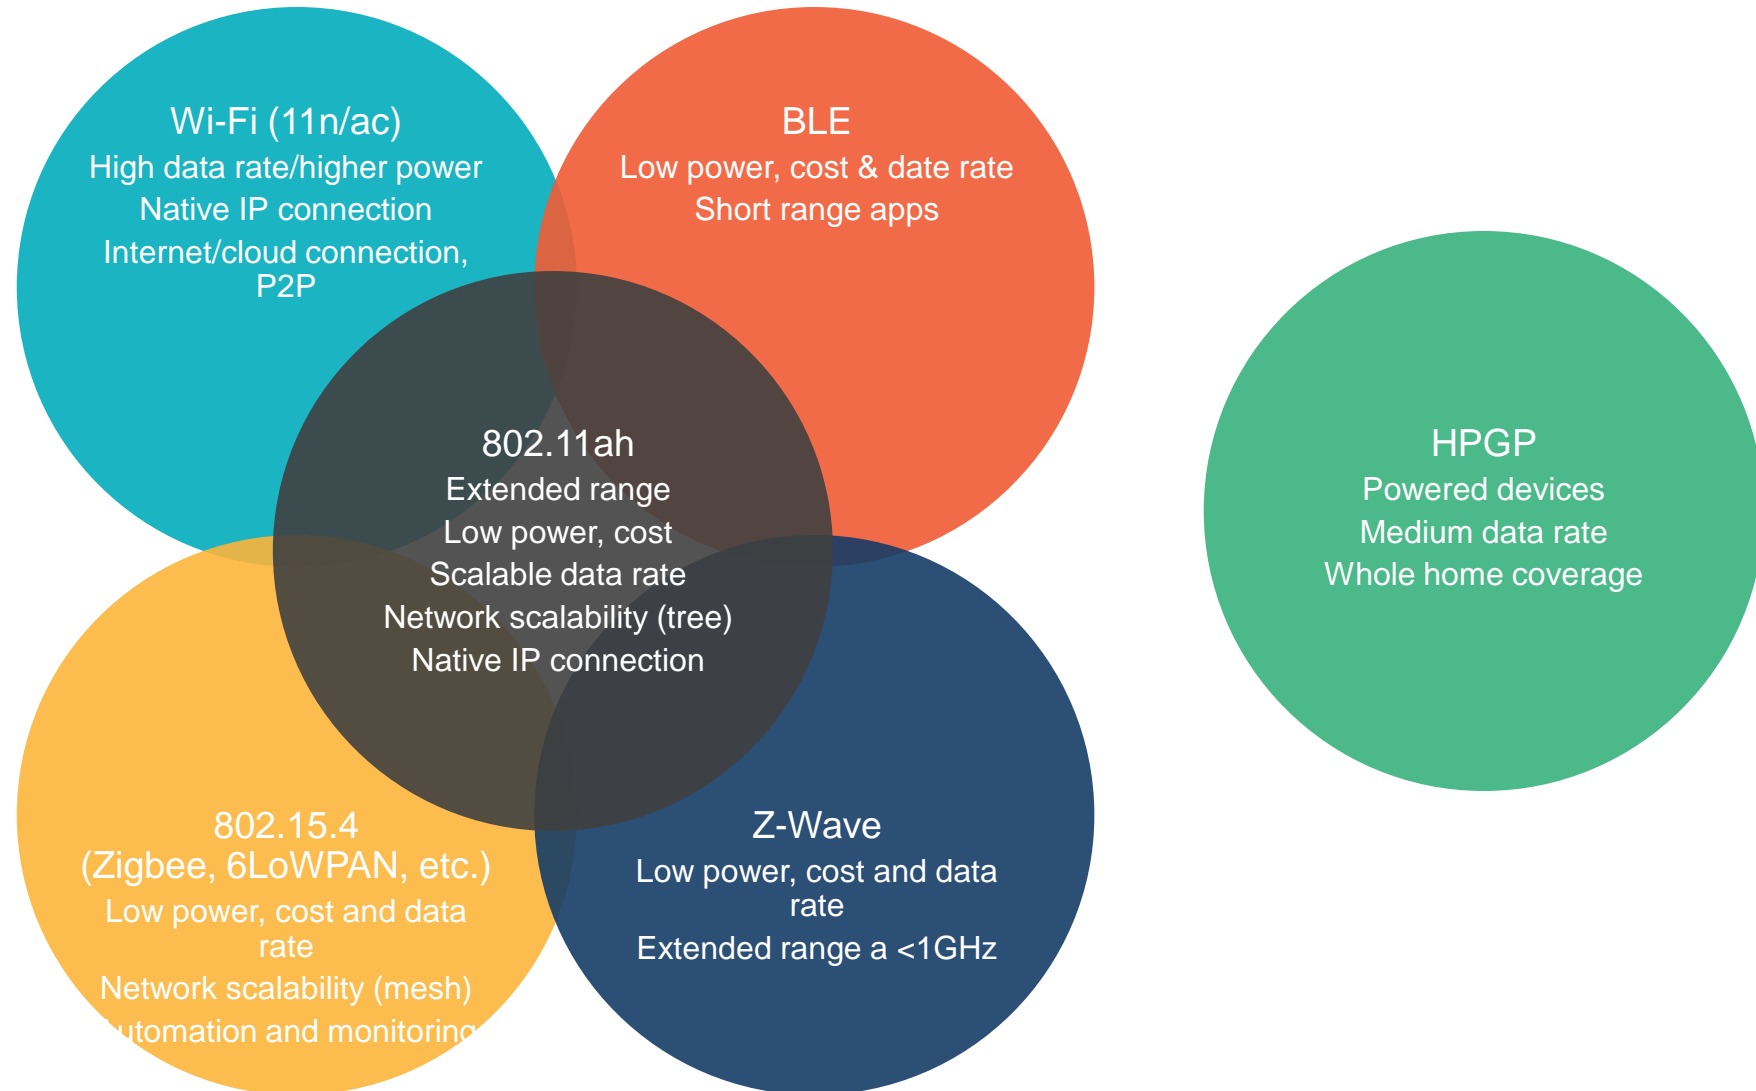 Wi-Fi (11n/ac)
High data rate/higher power
Native IP connection
Internet/cloud connection,
P2P
BLE
Low power, cost & date rate
Short range apps
802.11ah
Extended range
Low power, cost
Scalable data rate
Network scalability (tree)
Native IP connection
HPGP
Powered devices
Medium data rate
Whole home coverage
802.15.4
(Zigbee, 6LoWPAN, etc.)
Low power, cost and data
rate
Network scalability (mesh)
Automation and monitoring
Z-Wave
Low power, cost and data
rate
Extended range a <1GHz